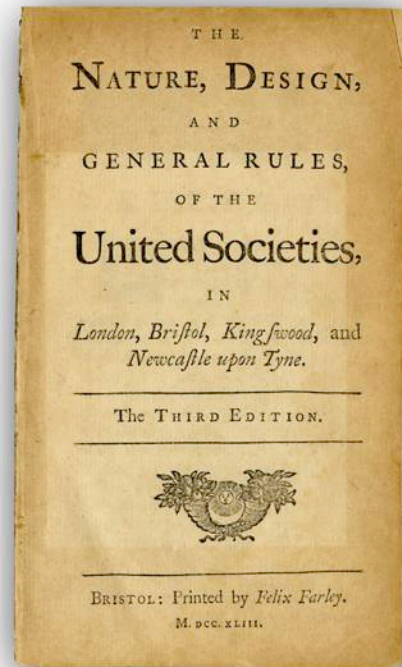 THE
NATURE, DESIGN,
AND
GENERAL RULES,
OF THE
United Societies,
IN
London, Briſtol, Kingſwood, and
Newcaſtle upon Tyne.
The THIRD EDITION.
BRISTOL: Printed by Felix Farley.
M. DCC. XLIII.